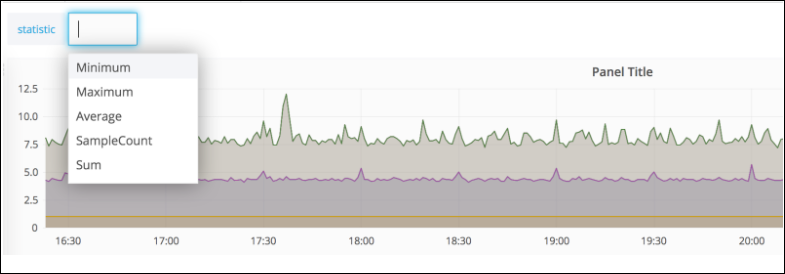 statistic
Minimum
Maximum
Average
SampleCount
Sum
Panel Title
12.5
10.0
7.5
5.0
2.5
0
16:30 17:00 17:30 18:00 18:30 19:00 19:30 20:00